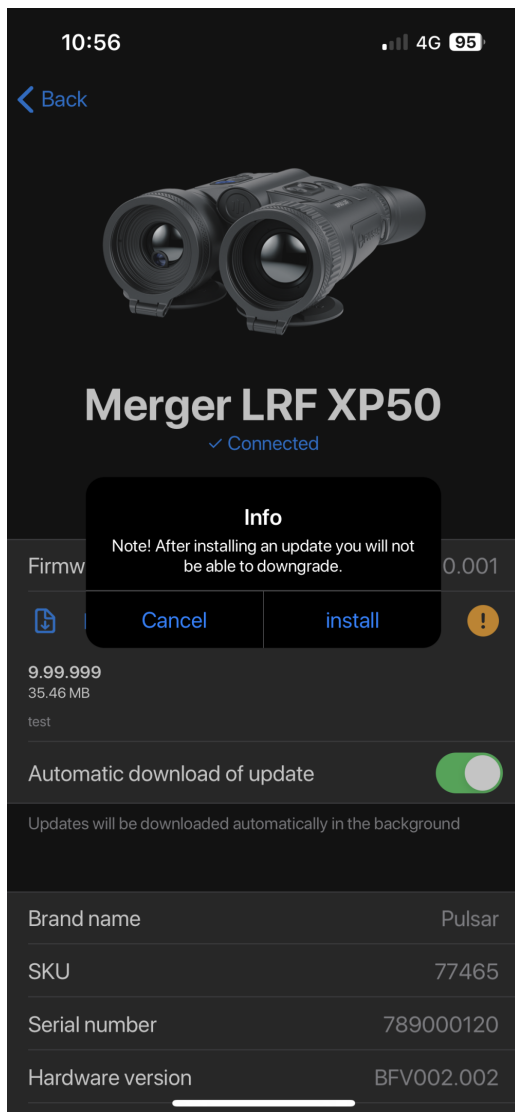 10:56
4G 95
Back
Merger LRF XP50
Connected
Info
Note! After installing an update you will not
be able to downgrade.
Cancel
install
Firmw
0.001
9.99.999
35.46 MB
test
Automatic download of update
Updates will be downloaded automatically in the background
Brand name
Pulsar
SKU
77465
Serial number
789000120
Hardware version
BFV002.002